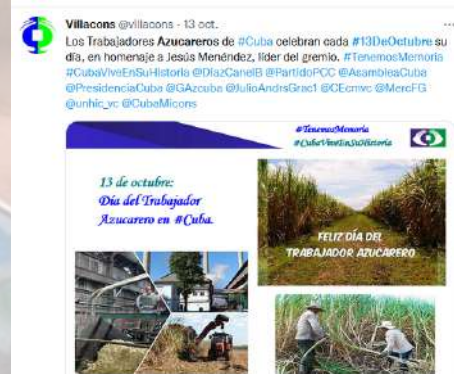 Villacons @villacons · 13 oct.
Los Trabajadores Azucareros de #Cuba celebran cada #13DeOctubre su
día, en homenaje a Jesús Menéndez, líder del gremio. #TenemosMemoria
#CubaViveEnSuHistoria @DiazCanelB @PartidoPCC @AsambleaCuba
@PresidenciaCuba @GAzcuba @JulioAndrsGrac1 @CEcmvc @MercFG
@unhic_vc @CubaMicons
#TenemosMemoria
#CubaViveEnSuHistoria
13 de octubre:
Día del Trabajador
Azucarero en #Cuba.
FELIZ DÍA DEL
TRABAJADOR AZUCARERO